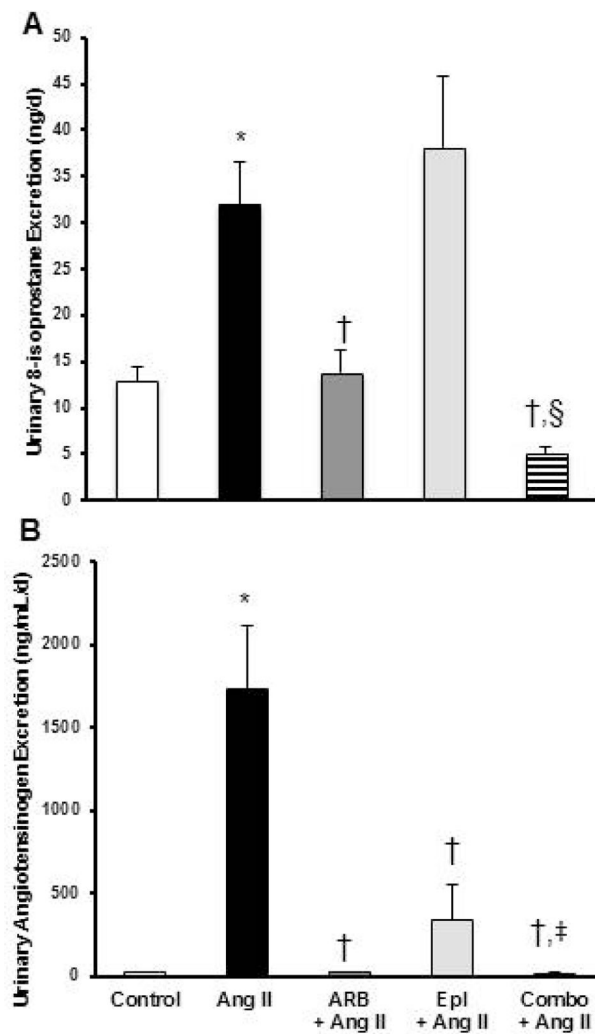 A
Urinary 8-isoprostane Excretion (ng/d)
50
45
40
35
30
25
20
15
10
5
0
*
†
†,§
B
Urinary Angiotensinogen Excretion (ng/mL/d)
2500
2000
1500
1000
500
0
*
†
†
†,‡
Control
Ang II
ARB
+ Ang II
Epl
+ Ang II
Combo
+ Ang II